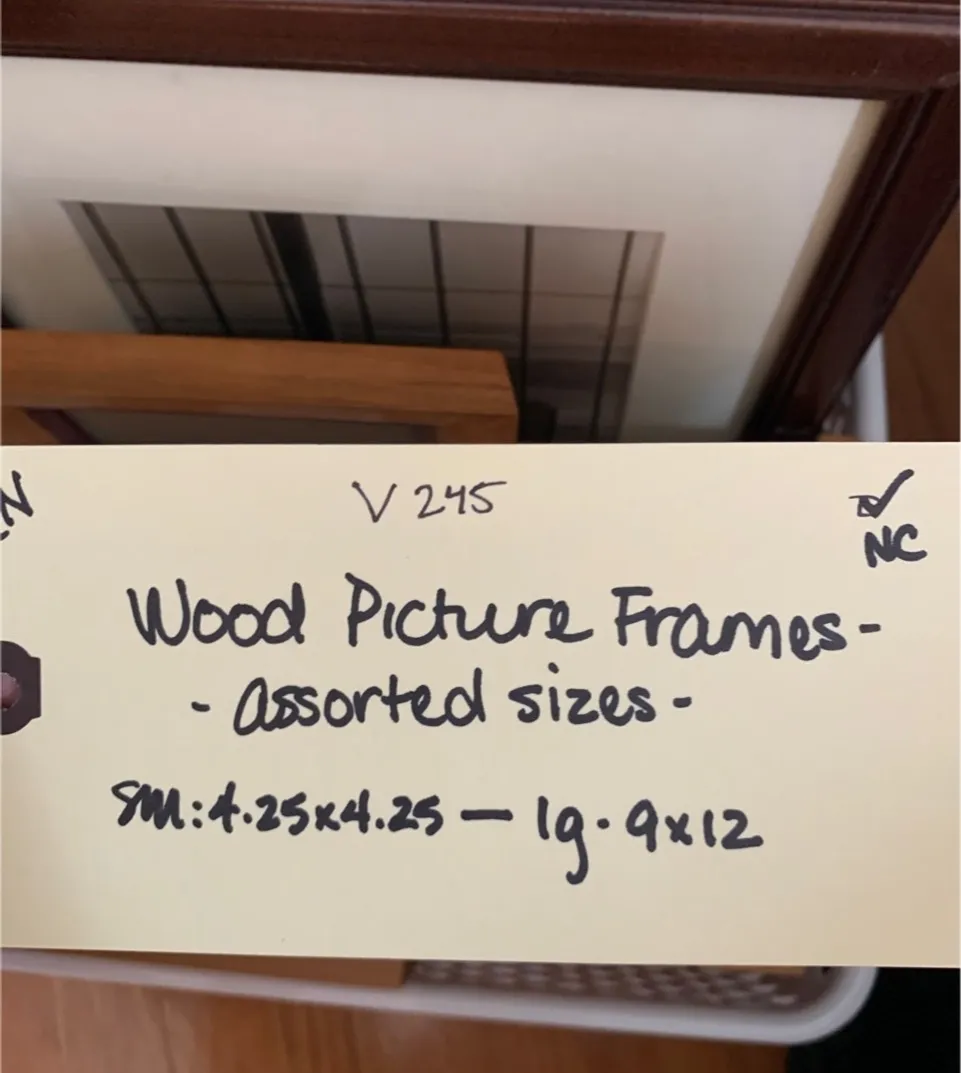 V 245
NC
Wood Picture Frames-
- assorted sizes -
SM: 4.25x4.25 — lg. 9x12